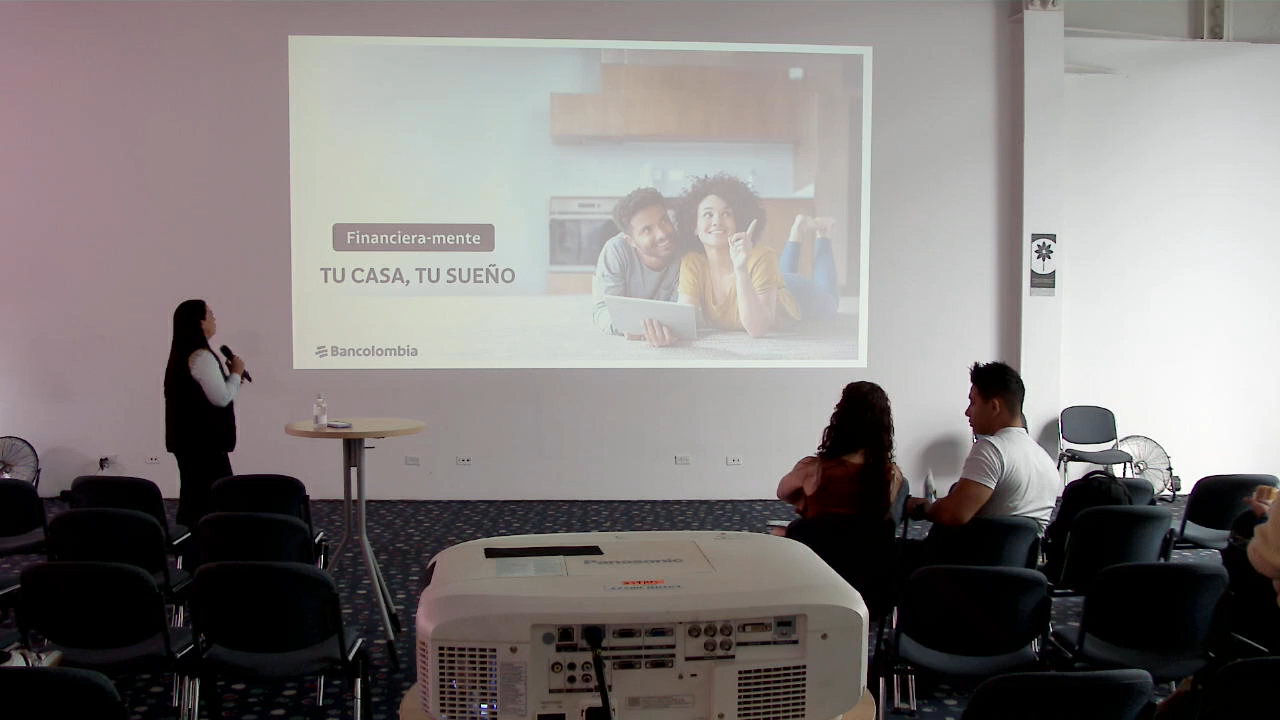 Financiera-mente
TU CASA, TU SUEÑO
Bancolombia
Panasonic